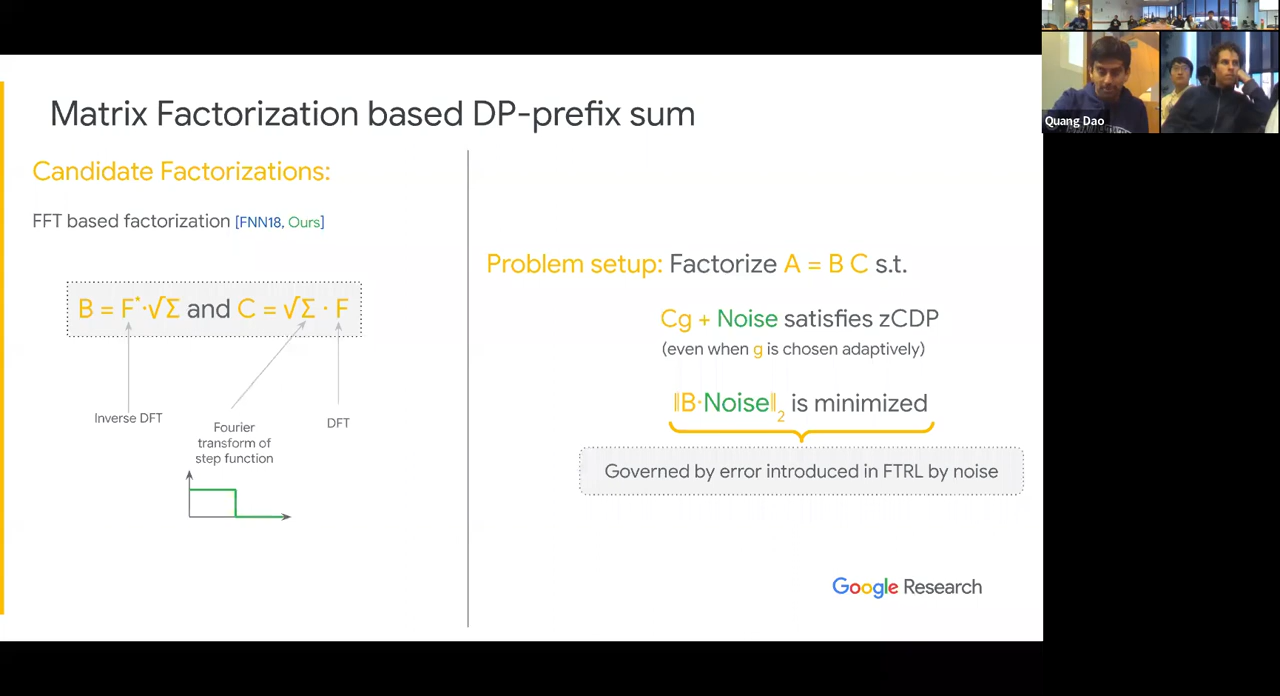 Matrix Factorization based DP-prefix sum
Candidate Factorizations:
FFT based factorization [FNN18, Ours]
B = F*·√Σ and C = √Σ · F
Inverse DFT
Fourier
transform of
step function
DFT
Problem setup: Factorize A = B C s.t.
Cg + Noise satisfies zCDP
(even when g is chosen adaptively)
‖B·Noise‖₂ is minimized
Governed by error introduced in FTRL by noise
Google Research
Quang Dao